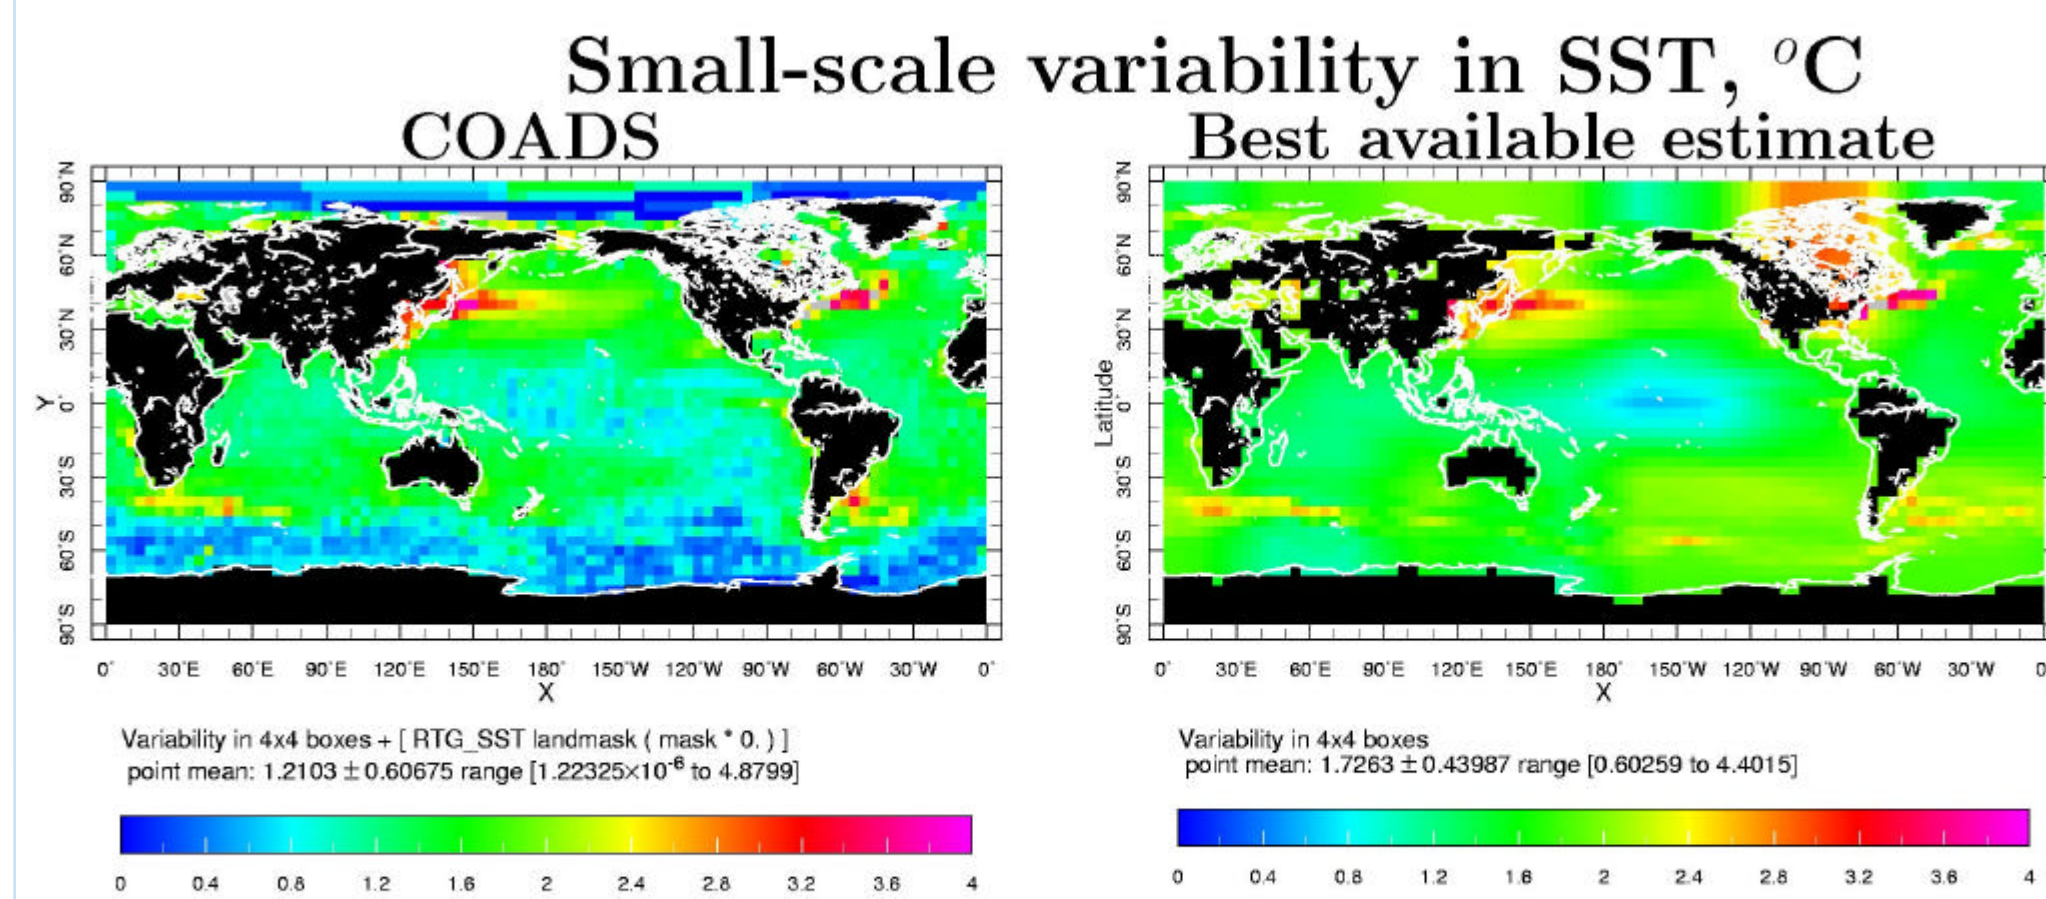 Small-scale variability in SST, °C
COADS
Best available estimate
90°N
60°N
30°N
0°
30°S
60°S
90°S
Y
0° 30°E 60°E 90°E 120°E 150°E 180° 150°W 120°W 90°W 60°W 30°W 0°
X
Variability in 4x4 boxes + [ RTG_SST landmask ( mask * 0. ) ]
point mean: 1.2103 ± 0.60675 range [1.22325×10⁻⁶ to 4.8799]
0 0.4 0.8 1.2 1.6 2 2.4 2.8 3.2 3.6 4
90°N
60°N
30°N
0°
30°S
60°S
90°S
Latitude
0° 30°E 60°E 90°E 120°E 150°E 180° 150°W 120°W 90°W 60°W 30°W 0
X
Variability in 4x4 boxes
point mean: 1.7263 ± 0.43987 range [0.60259 to 4.4015]
0 0.4 0.8 1.2 1.6 2 2.4 2.8 3.2 3.6 4